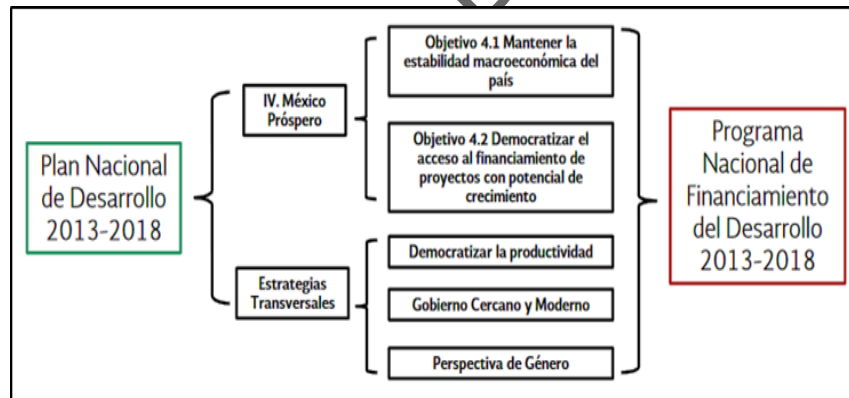 Plan Nacional
de Desarrollo
2013-2018
IV. México
Próspero
Estrategias
Transversales
Objetivo 4.1 Mantener la
estabilidad macroeconómica del
país
Objetivo 4.2 Democratizar el
acceso al financiamiento de
proyectos con potencial de
crecimiento
Democratizar la productividad
Gobierno Cercano y Moderno
Perspectiva de Género
Programa
Nacional de
Financiamiento
del Desarrollo
2013-2018